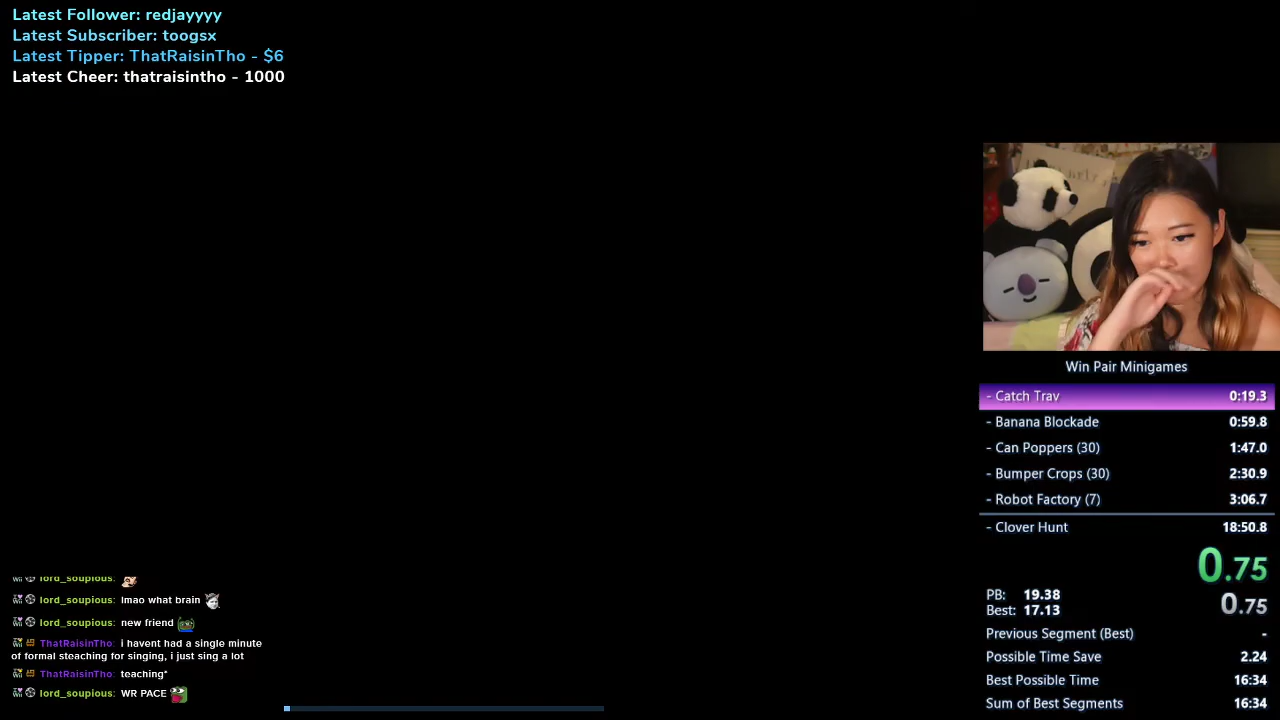 Latest Follower: redjayyyy
Latest Subscriber: toogsx
Latest Tipper: ThatRaisinTho - $6
Latest Cheer: thatraisintho - 1000
Win Pair Minigames
- Catch Trav 0:19.3
- Banana Blockade 0:59.8
- Can Poppers (30) 1:47.0
- Bumper Crops (30) 2:30.9
- Robot Factory (7) 3:06.7
- Clover Hunt 18:50.8
0.75
PB: 19.38
Best: 17.13
0.75
Previous Segment (Best) -
Possible Time Save 2.24
Best Possible Time 16:34
Sum of Best Segments 16:34
lord_soupious:
lord_soupious: lmao what brain
lord_soupious: new friend
ThatRaisinTho: i havent had a single minute
of formal steaching for singing, i just sing a lot
ThatRaisinTho: teaching*
lord_soupious: WR PACE